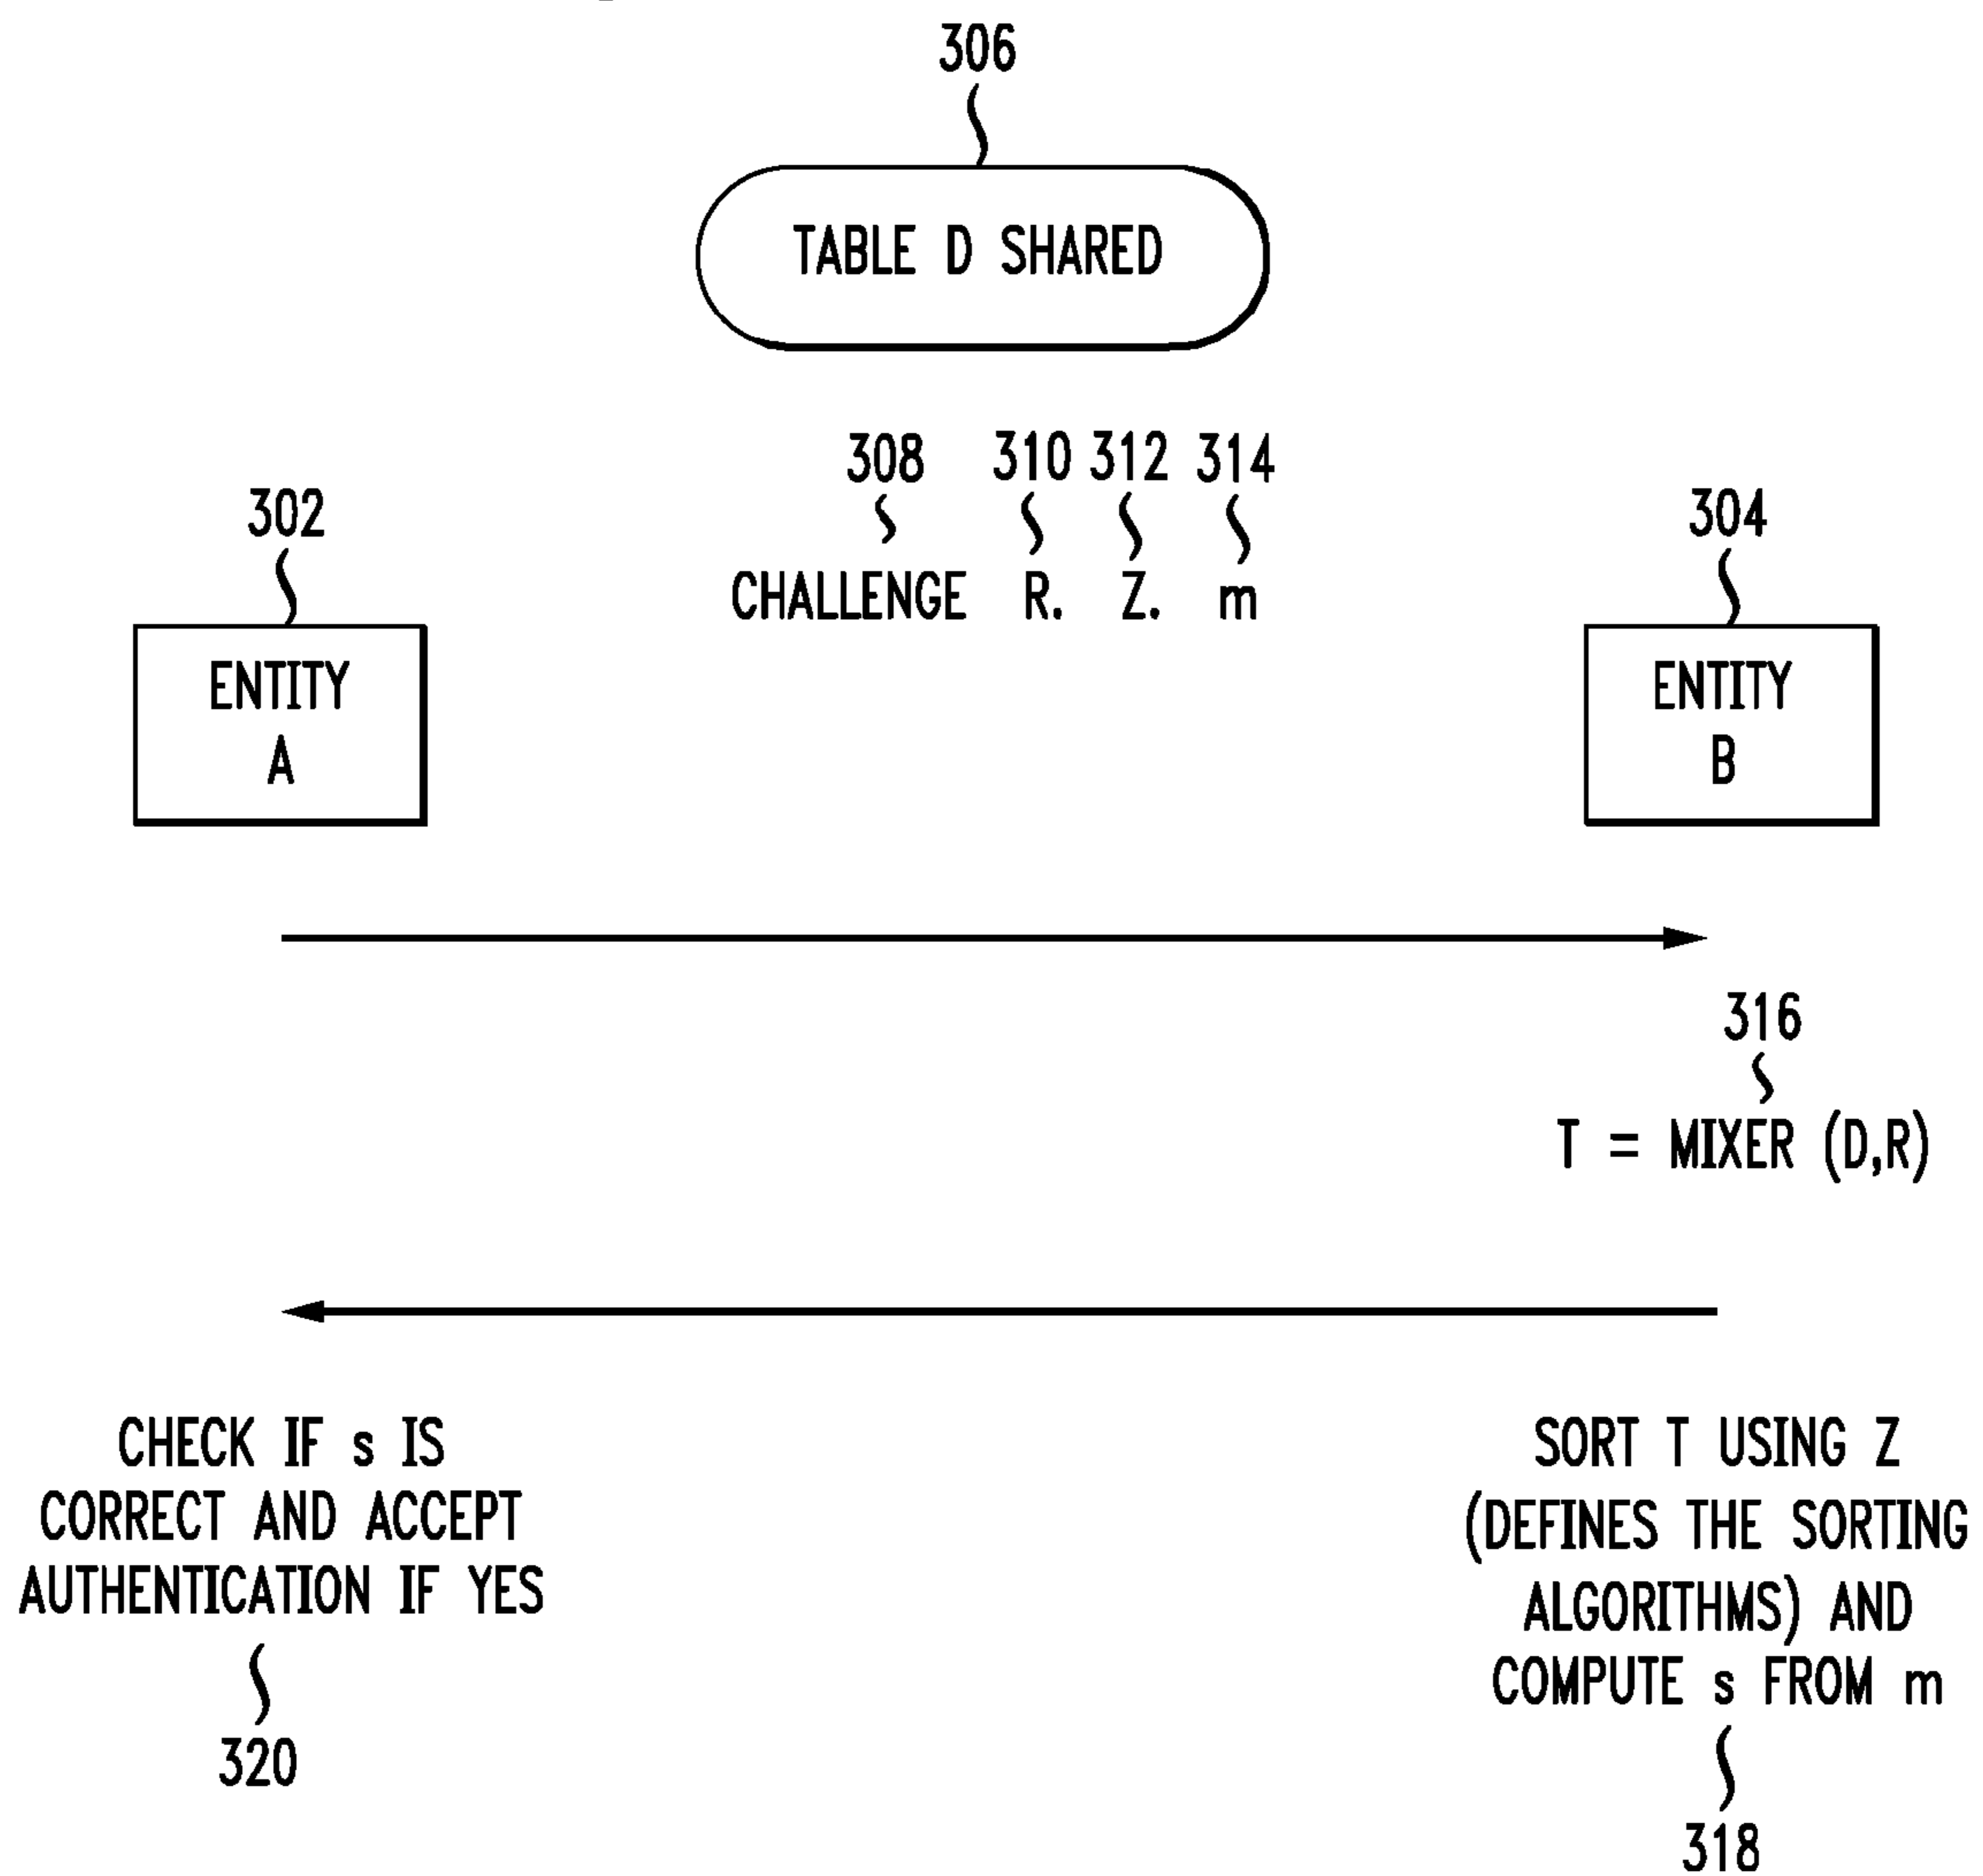 306
TABLE D SHARED
308 310 312 314
CHALLENGE R. Z. m
302
ENTITY
A
304
ENTITY
B
316
T = MIXER (D,R)
CHECK IF s IS
CORRECT AND ACCEPT
AUTHENTICATION IF YES
320
SORT T USING Z
(DEFINES THE SORTING
ALGORITHMS) AND
COMPUTE s FROM m
318